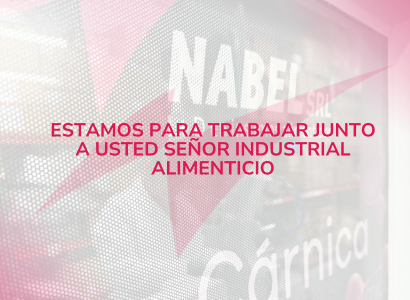 NABEL SRL
ESTAMOS PARA TRABAJAR JUNTO
A USTED SEÑOR INDUSTRIAL
ALIMENTICIO
Cárnica